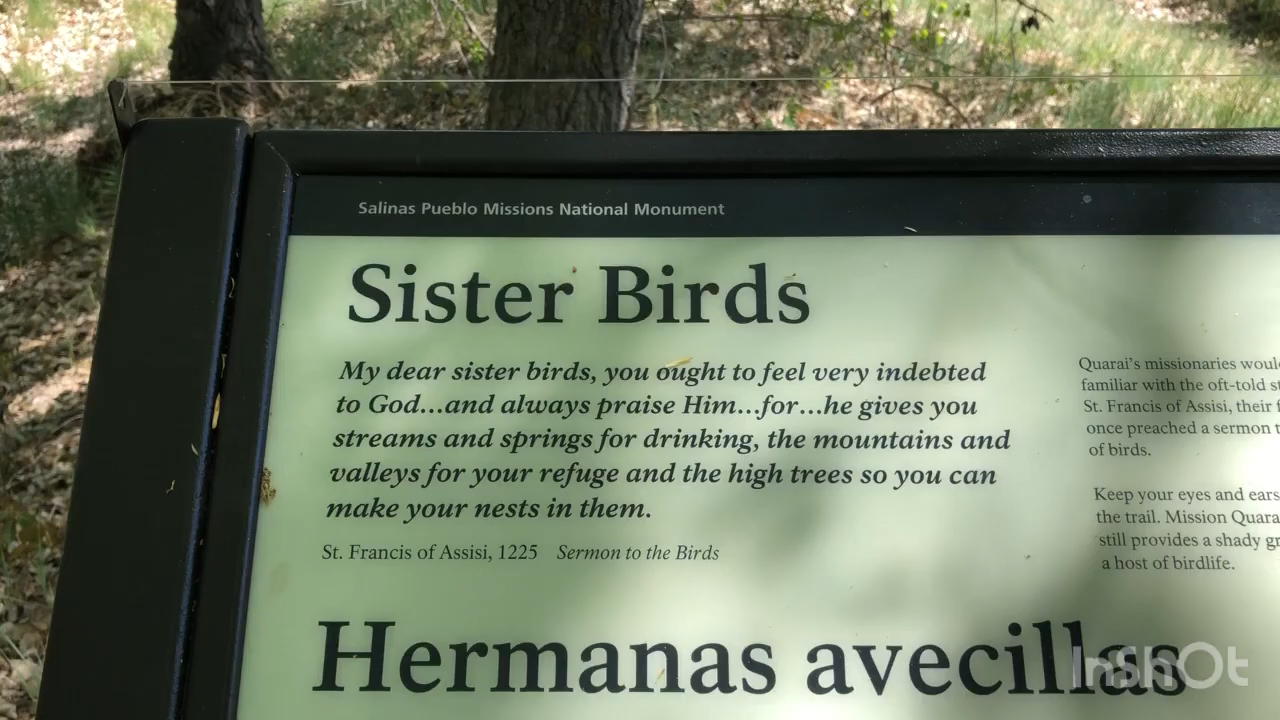 Salinas Pueblo Missions National Monument
Sister Birds
My dear sister birds, you ought to feel very indebted
to God...and always praise Him...for...he gives you
streams and springs for drinking, the mountains and
valleys for your refuge and the high trees so you can
make your nests in them.
St. Francis of Assisi, 1225 Sermon to the Birds
Quarai's missionaries
familiar with the oft-told
St. Francis of Assisi, their
once preached a sermon
of birds.
Keep your eyes and ears
the trail. Mission
still provides a shady
a host of birdlife.
Hermanas avecillas
InShOt